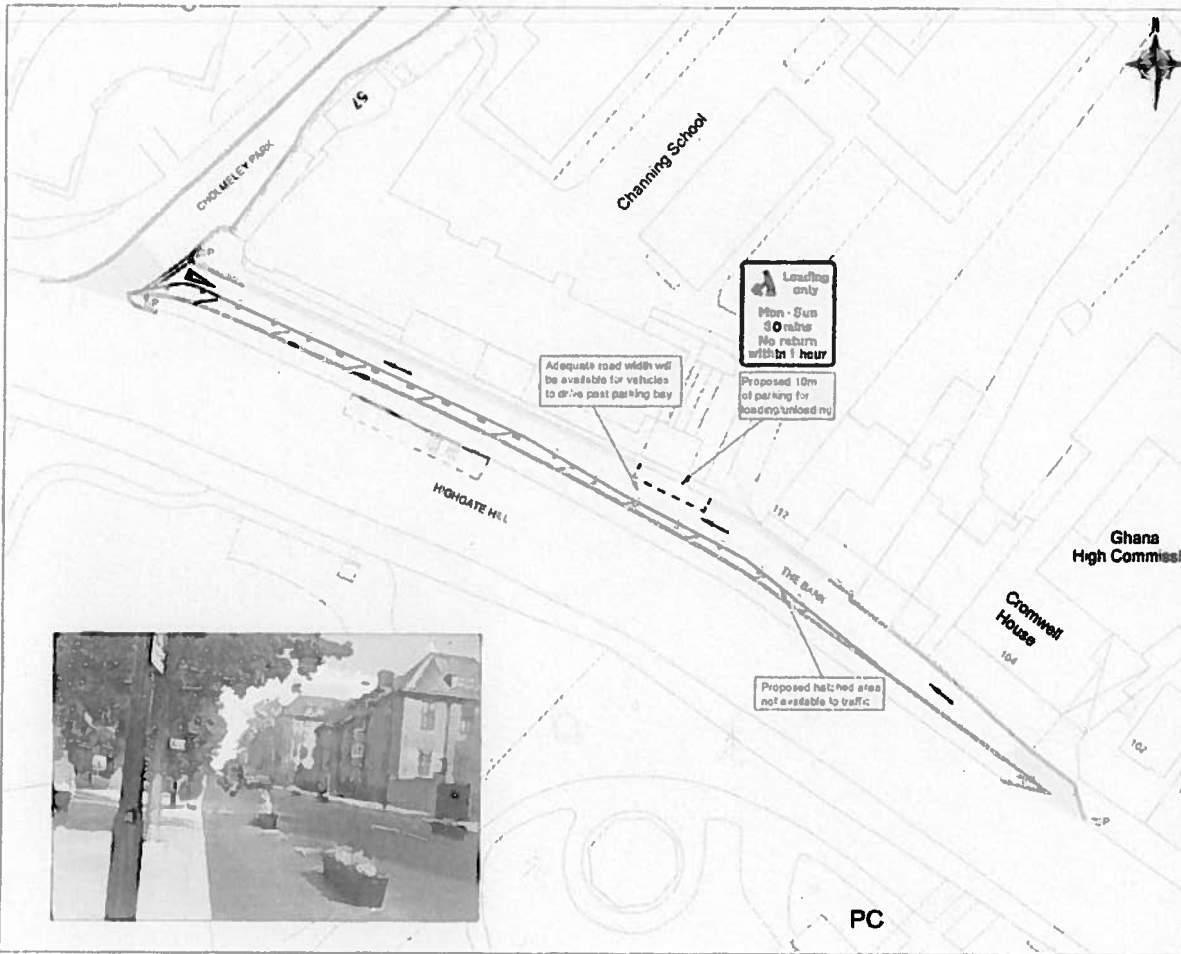 N
57
CHOLMELEY PARK
Channing School
Loading
only
Mon - Sun
30 mins
No return
within 1 hour
Adequate road width will
be available for vehicles
to drive past parking bay
Proposed 10m
of parking for
loading/unloading
HIGHGATE HILL
112
THE BANK
Ghana
High Commissi
Cromwell
House
104
102
Proposed hatched area
not available to traffic
PC